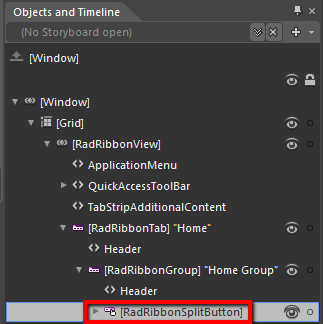 Objects and Timeline
(No Storyboard open)
[Window]
[Window]
[Grid]
[RadRibbonView]
ApplicationMenu
QuickAccessToolBar
TabStripAdditionalContent
[RadRibbonTab] "Home"
Header
[RadRibbonGroup] "Home Group"
Header
[RadRibbonSplitButton]